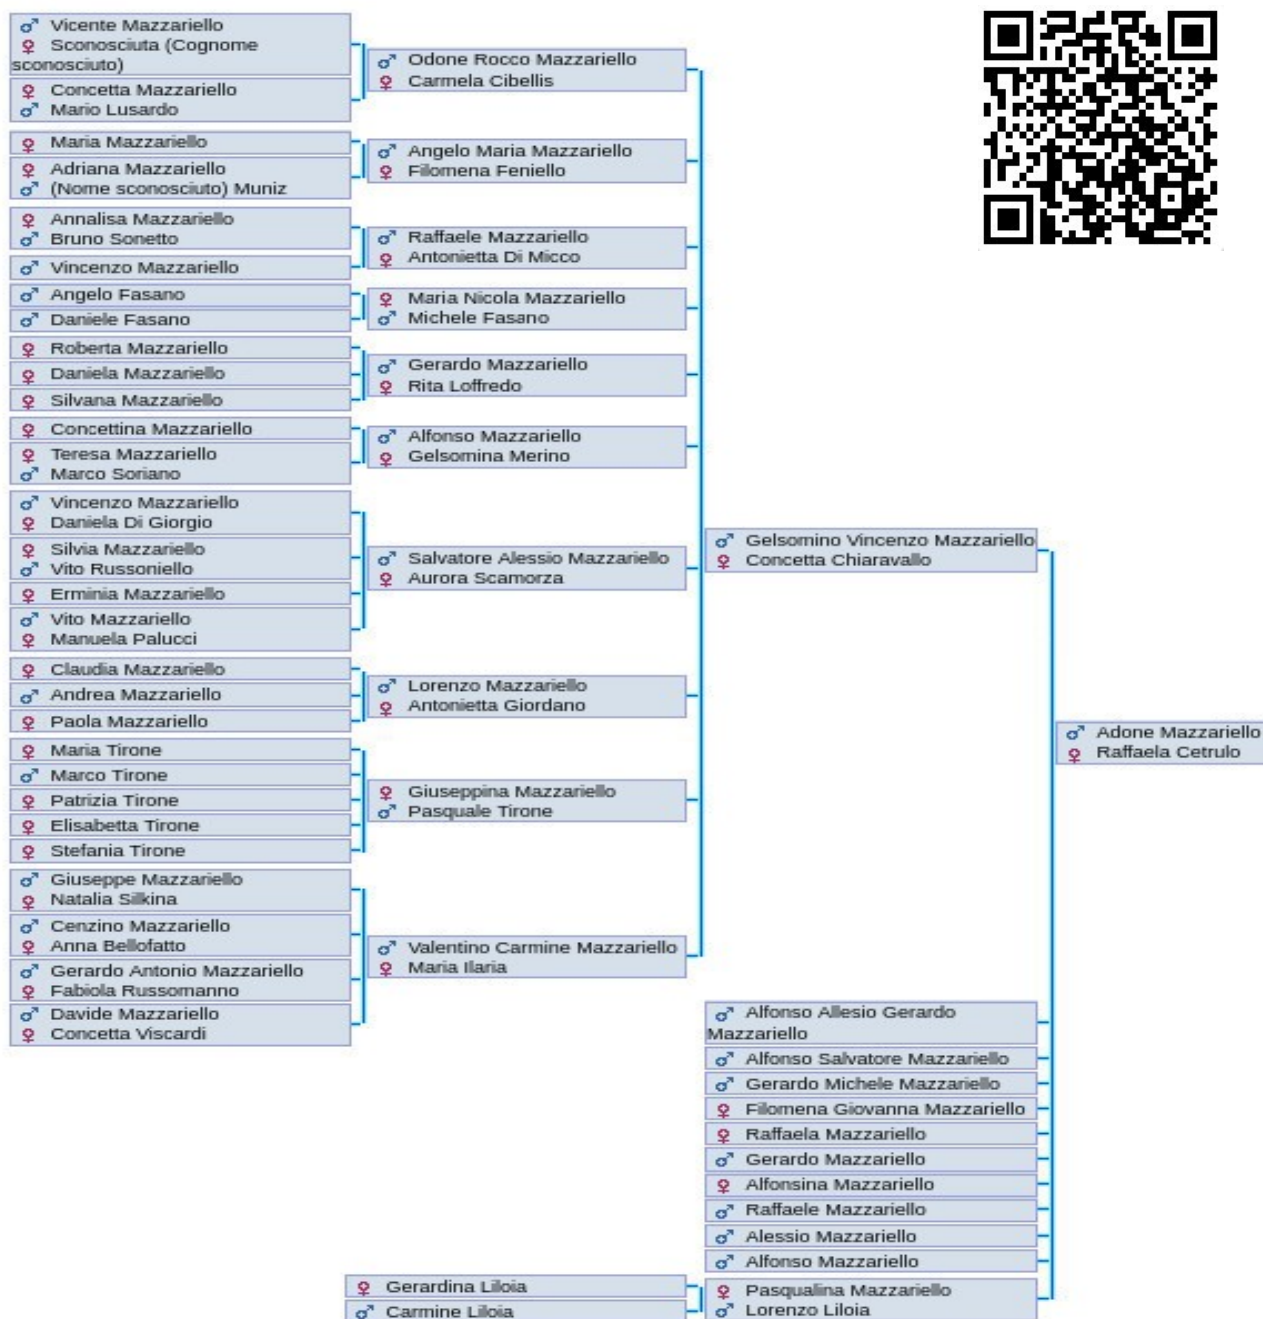 Vicente Mazzariello
Sconosciuta (Cognome
sconosciuto)
Concetta Mazzariello
Mario Lusardo
Maria Mazzariello
Adriana Mazzariello
(Nome sconosciuto) Muniz
Annalisa Mazzariello
Bruno Sonetto
Vincenzo Mazzariello
Angelo Fasano
Daniele Fasano
Roberta Mazzariello
Daniela Mazzariello
Silvana Mazzariello
Concettina Mazzariello
Teresa Mazzariello
Marco Soriano
Vincenzo Mazzariello
Daniela Di Giorgio
Silvia Mazzariello
Vito Russoniello
Erminia Mazzariello
Vito Mazzariello
Manuela Palucci
Claudia Mazzariello
Andrea Mazzariello
Paola Mazzariello
Maria Tirone
Marco Tirone
Patrizia Tirone
Elisabetta Tirone
Stefania Tirone
Giuseppe Mazzariello
Natalia Silkina
Cenzino Mazzariello
Anna Bellofatto
Gerardo Antonio Mazzariello
Fabiola Russomanno
Davide Mazzariello
Concetta Viscardi
Odone Rocco Mazzariello
Carmela Cibellis
Angelo Maria Mazzariello
Filomena Feniello
Raffaele Mazzariello
Antonietta Di Micco
Maria Nicola Mazzariello
Michele Fasano
Gerardo Mazzariello
Rita Loffredo
Alfonso Mazzariello
Gelsomina Merino
Salvatore Alessio Mazzariello
Aurora Scamorza
Lorenzo Mazzariello
Antonietta Giordano
Giuseppina Mazzariello
Pasquale Tirone
Valentino Carmine Mazzariello
Maria Ilaria
Gerardina Liloia
Carmine Liloia
Gelsomino Vincenzo Mazzariello
Concetta Chiaravallo
Alfonso Allesio Gerardo
Mazzariello
Alfonso Salvatore Mazzariello
Gerardo Michele Mazzariello
Filomena Giovanna Mazzariello
Raffaela Mazzariello
Gerardo Mazzariello
Alfonsina Mazzariello
Raffaele Mazzariello
Alessio Mazzariello
Alfonso Mazzariello
Pasqualina Mazzariello
Lorenzo Liloia
Adone Mazzariello
Raffaela Cetrulo